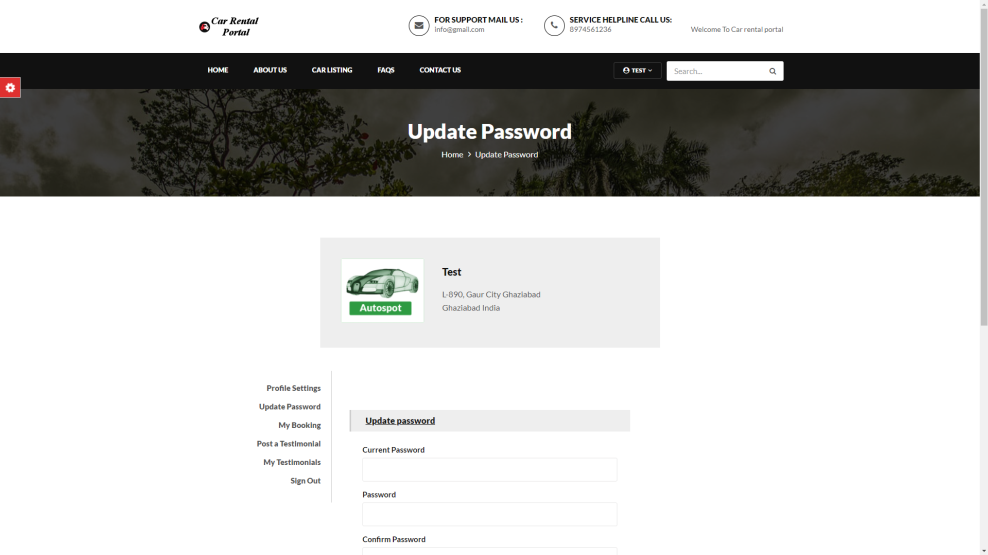 Car Rental
Portal
FOR SUPPORT MAIL US :
info@gmail.com
SERVICE HELPLINE CALL US:
8974561236
Welcome To Car rental portal
HOME
ABOUT US
CAR LISTING
FAQS
CONTACT US
TEST
Search...
Update Password
Home > Update Password
Autospot
Test
L-890, Gaur City Ghaziabad
Ghaziabad India
Profile Settings
Update Password
My Booking
Post a Testimonial
My Testimonials
Sign Out
Update password
Current Password
Password
Confirm Password